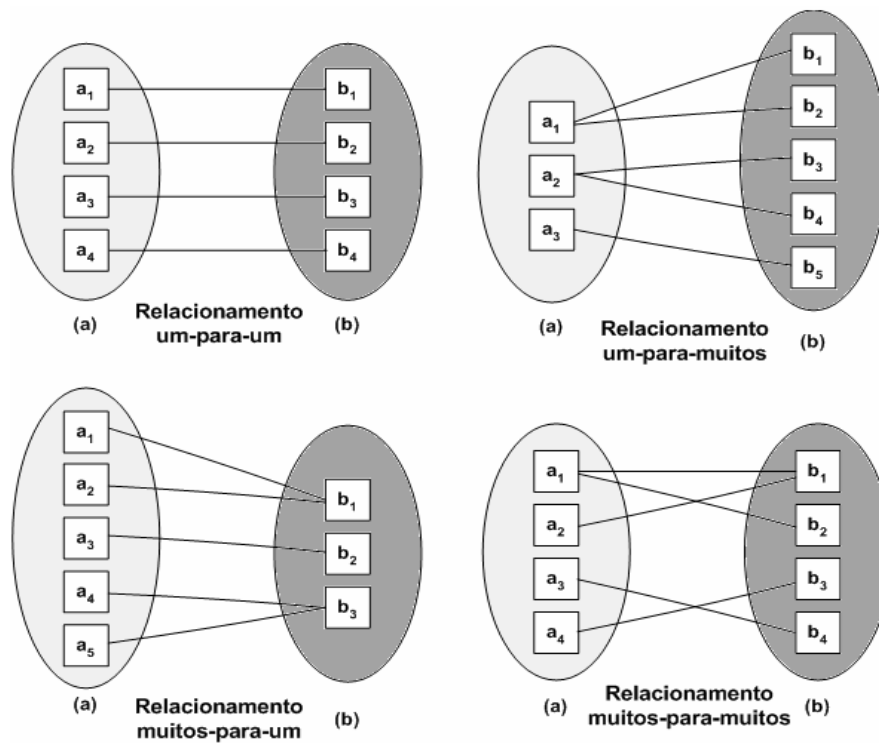 a1 b1
a2 b2
a3 b3
a4 b4
(a) Relacionamento (b)
um-para-um
b1
a1 b2
a2 b3
a3 b4
b5
(a) Relacionamento (b)
um-para-muitos
a1
a2 b1
a3 b2
a4 b3
a5
(a) Relacionamento (b)
muitos-para-um
a1 b1
a2 b2
a3 b3
a4 b4
(a) Relacionamento (b)
muitos-para-muitos